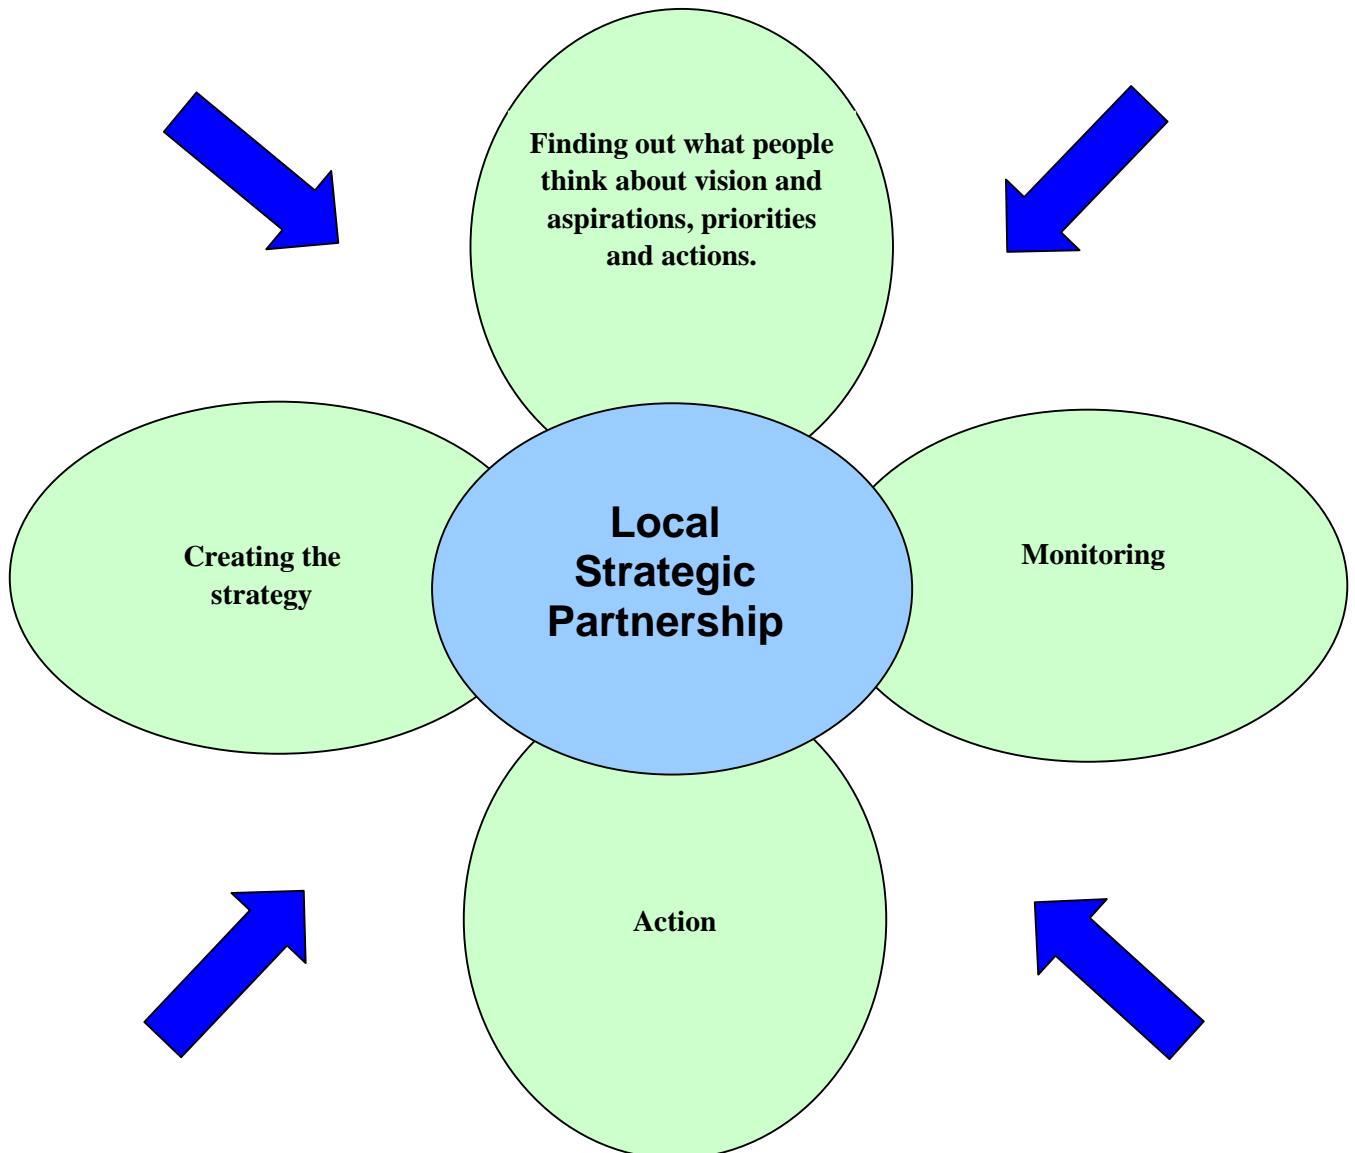 Finding out what people
think about vision and
aspirations, priorities
and actions.
Creating the
strategy
Local
Strategic
Partnership
Monitoring
Action